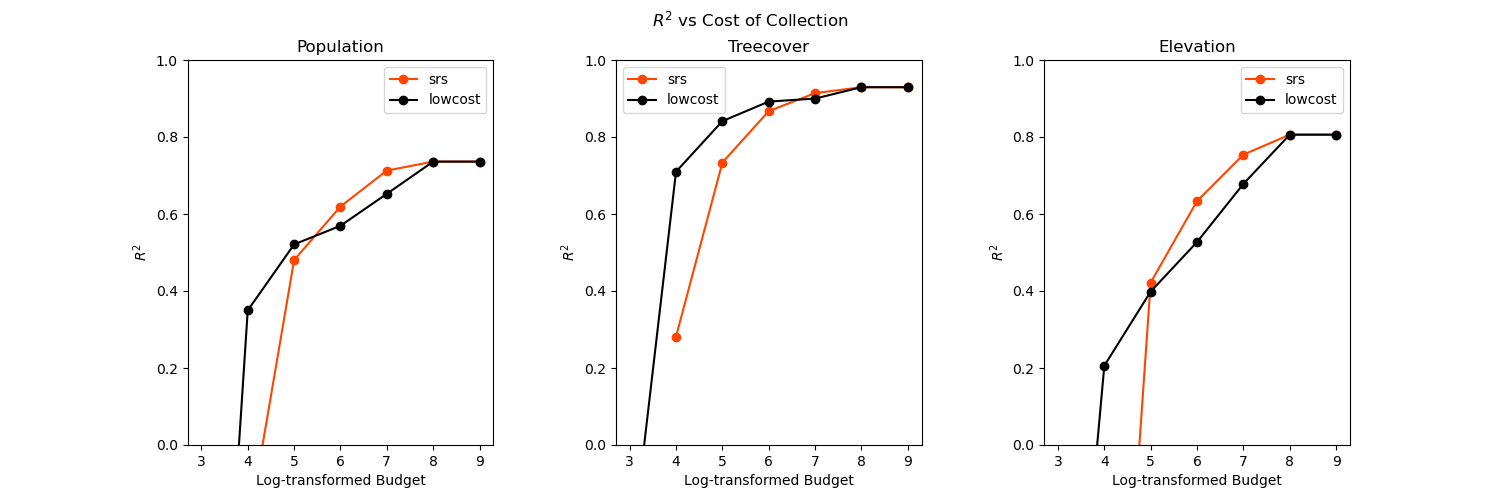 R² vs Cost of Collection
Population
1.0
0.8
0.6
0.4
0.2
0.0
R²
srs
lowcost
3 4 5 6 7 8 9
Log-transformed Budget
Treecover
1.0
0.8
0.6
0.4
0.2
0.0
R²
srs
lowcost
3 4 5 6 7 8 9
Log-transformed Budget
Elevation
1.0
0.8
0.6
0.4
0.2
0.0
R²
srs
lowcost
3 4 5 6 7 8 9
Log-transformed Budget